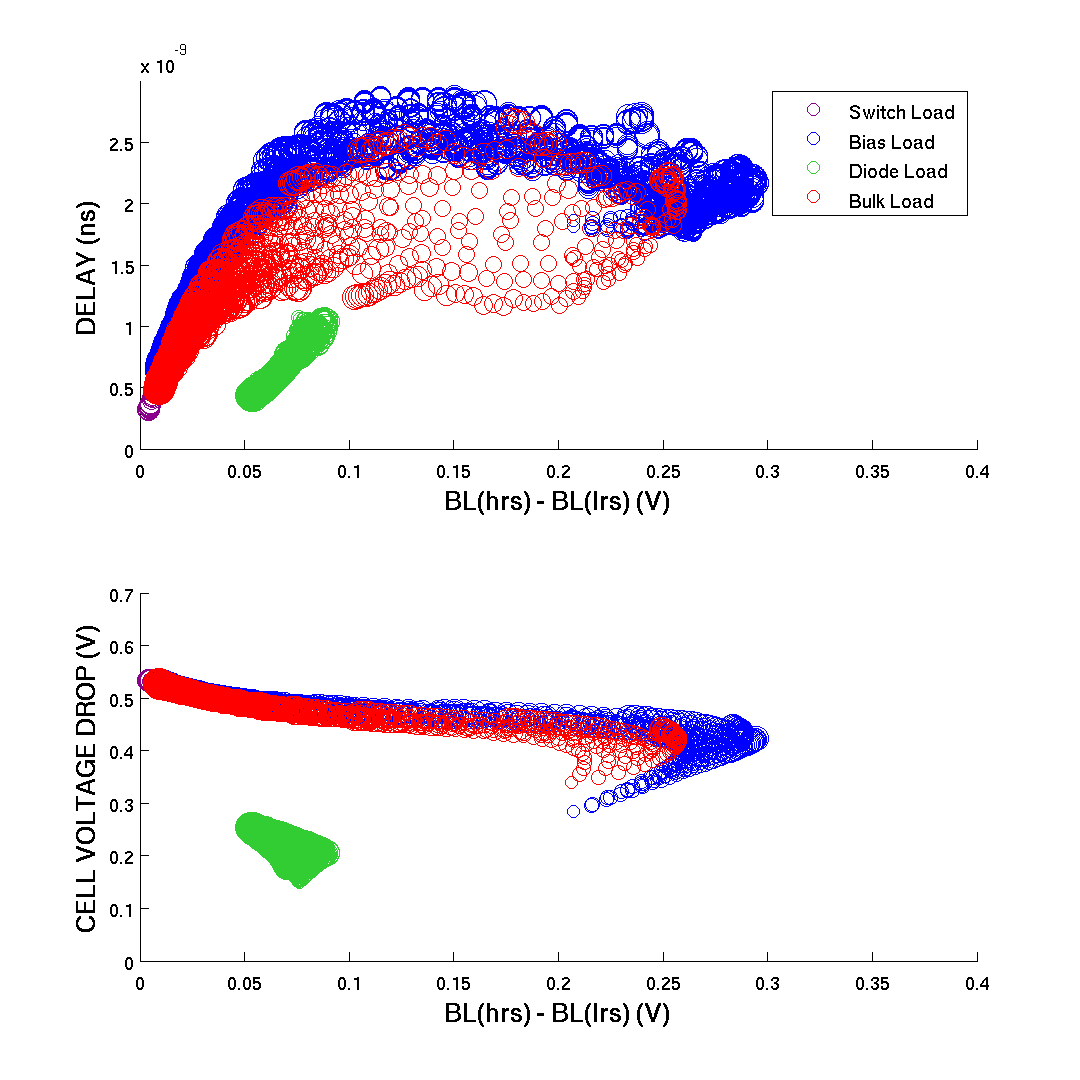 x 10^-9
2.5
2
1.5
1
0.5
0
DELAY (ns)
0 0.05 0.1 0.15 0.2 0.25 0.3 0.35 0.4
BL(hrs) - BL(lrs) (V)
Switch Load
Bias Load
Diode Load
Bulk Load
0.7
0.6
0.5
0.4
0.3
0.2
0.1
0
CELL VOLTAGE DROP (V)
0 0.05 0.1 0.15 0.2 0.25 0.3 0.35 0.4
BL(hrs) - BL(lrs) (V)